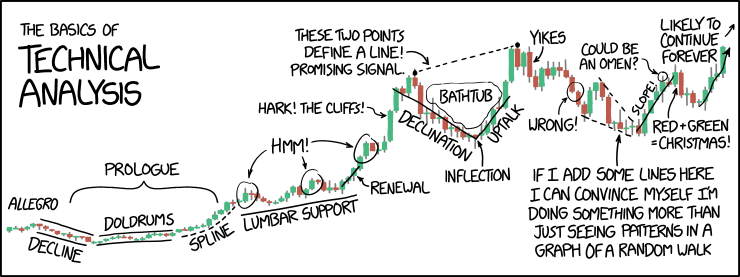 THE BASICS OF
TECHNICAL
ANALYSIS
ALLEGRO
DECLINE
PROLOGUE
DOLDRUMS
SPLINE
HMM!
LUMBAR SUPPORT
RENEWAL
HARK! THE CLIFFS!
THESE TWO POINTS
DEFINE A LINE!
PROMISING SIGNAL.
BATHTUB
DECLINATION
UPTALK
INFLECTION
YIKES
WRONG!
COULD BE
AN OMEN?
SLOPE!
LIKELY TO
CONTINUE
FOREVER
RED+GREEN
=CHRISTMAS!
IF I ADD SOME LINES HERE
I CAN CONVINCE MYSELF I'M
DOING SOMETHING MORE THAN
JUST SEEING PATTERNS IN A
GRAPH OF A RANDOM WALK